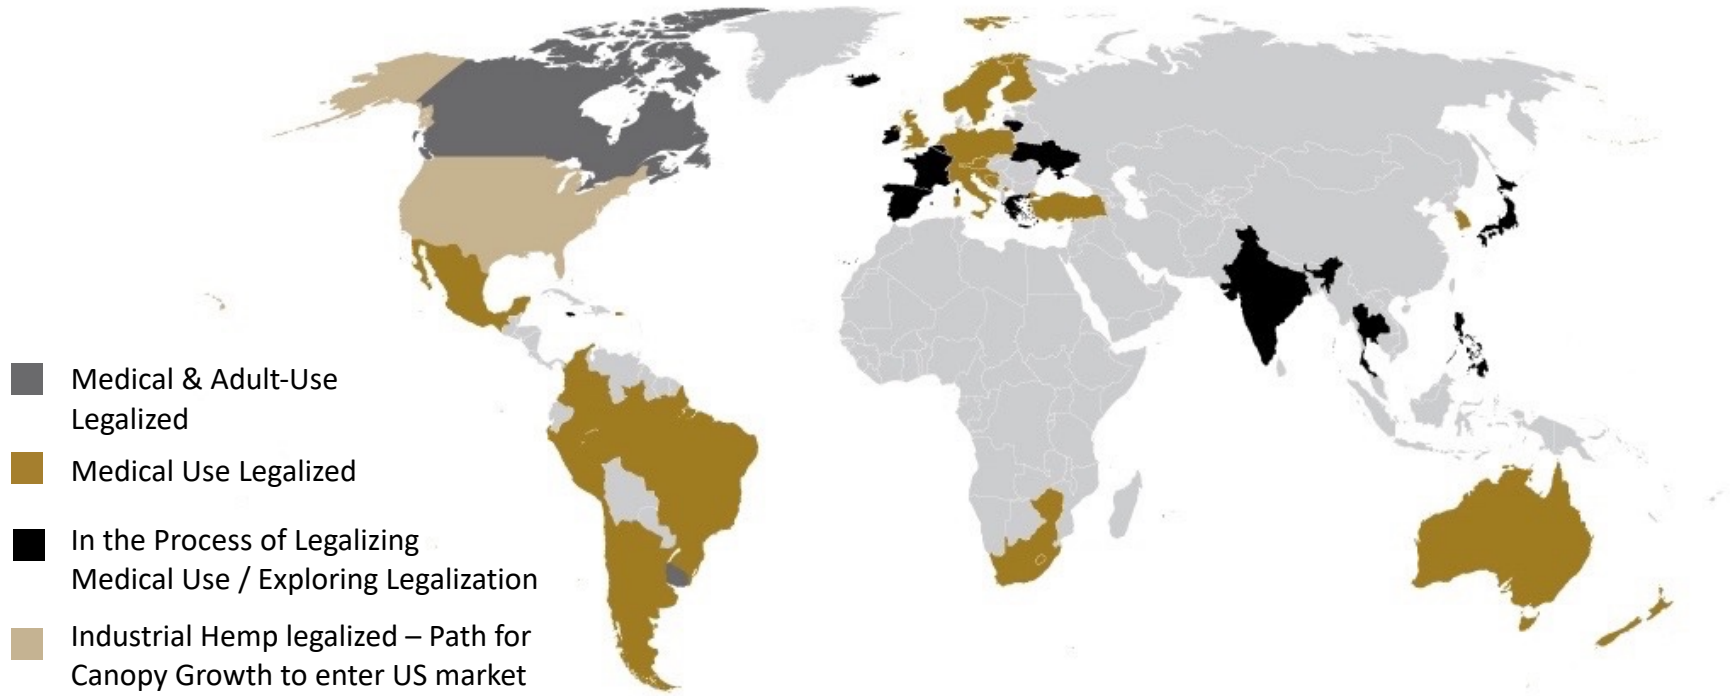 Medical & Adult-Use
Legalized
Medical Use Legalized
In the Process of Legalizing
Medical Use / Exploring Legalization
Industrial Hemp legalized – Path for
Canopy Growth to enter US market